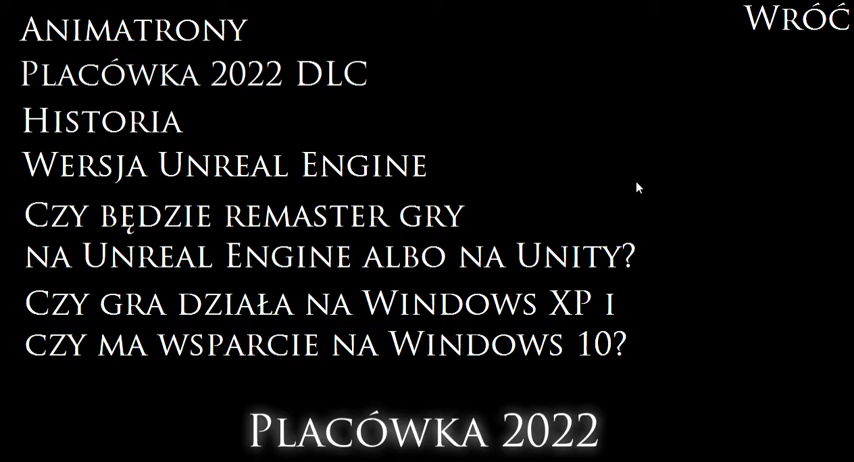 Animatrony
Wróć
Placówka 2022 DLC
Historia
Wersja Unreal Engine
Czy będzie remaster gry
na Unreal Engine albo na Unity?
Czy gra działa na Windows XP i
czy ma wsparcie na Windows 10?
Placówka 2022